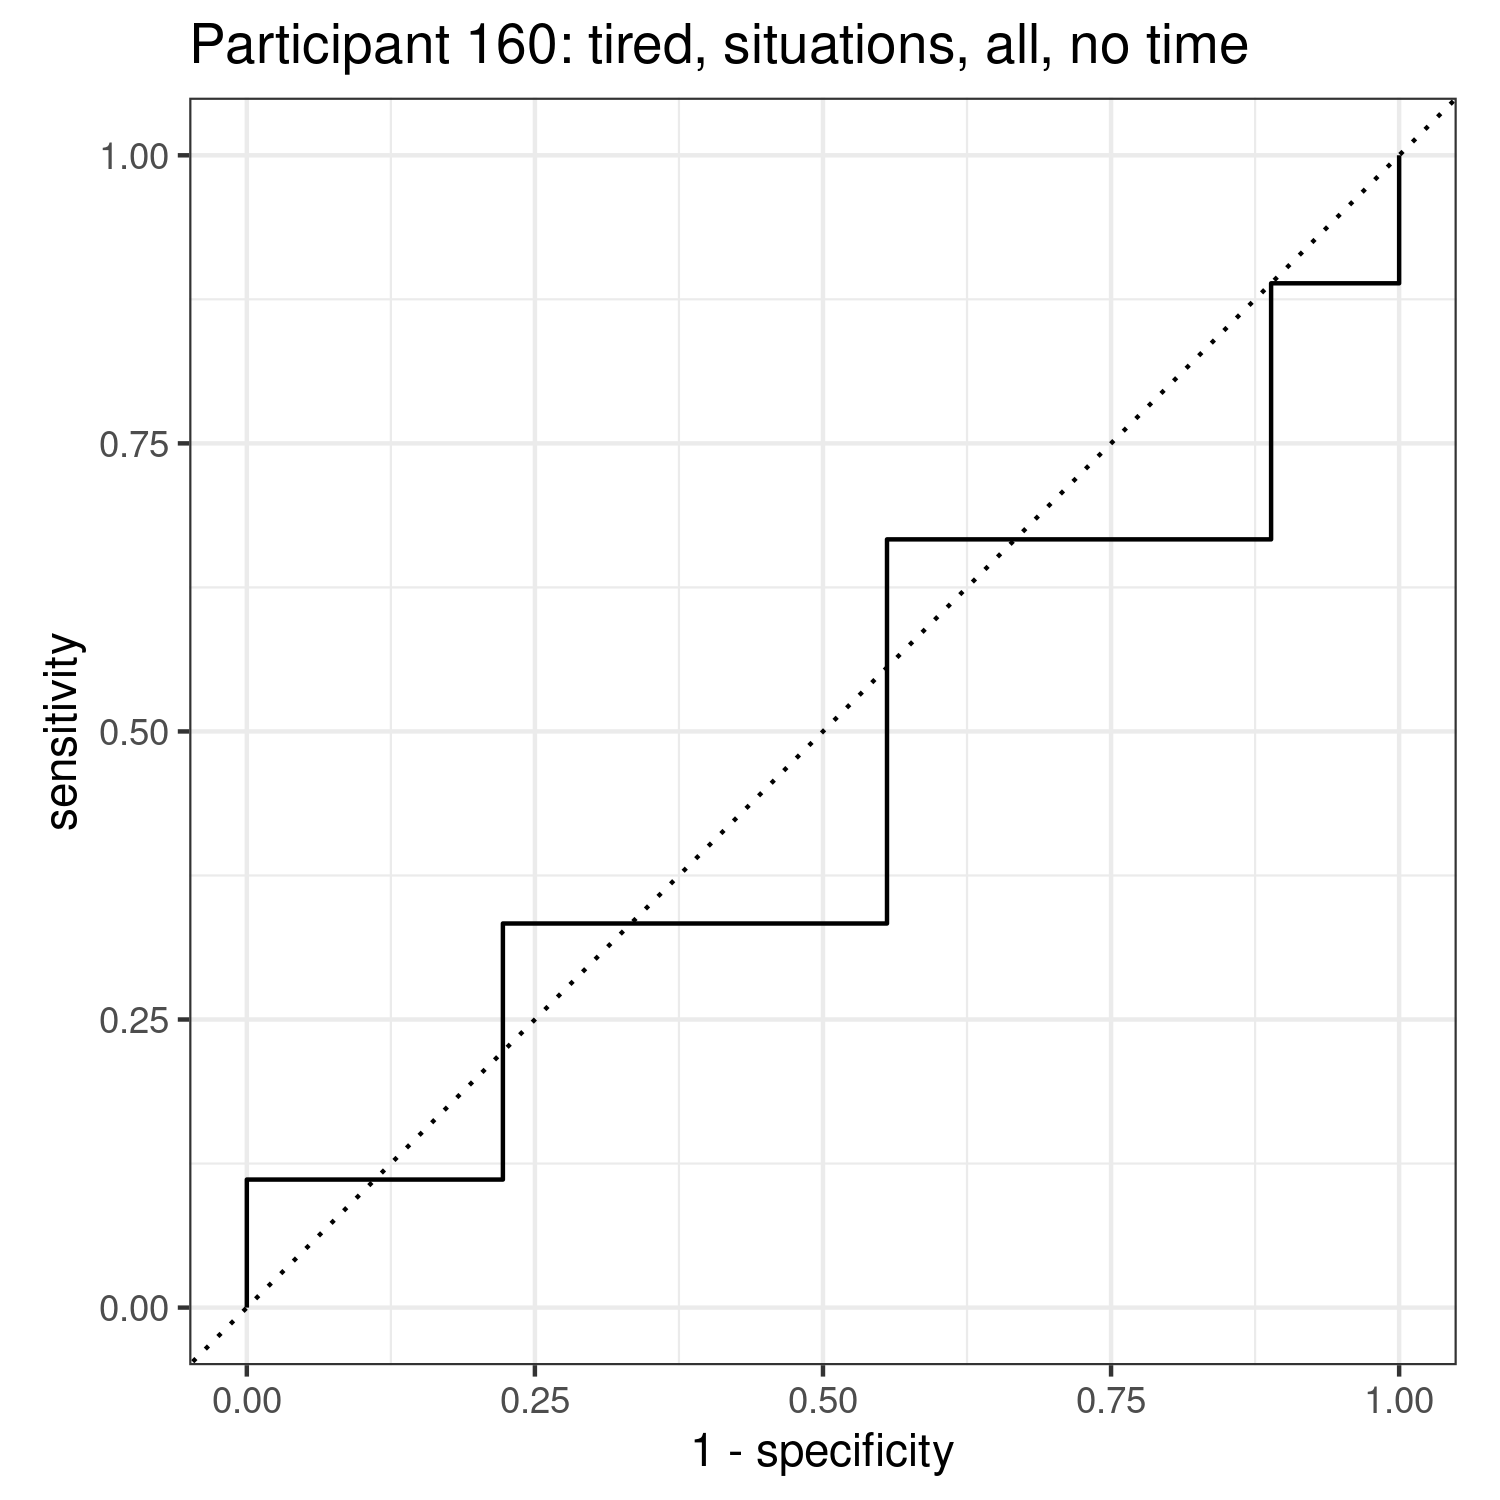 Participant 160: tired, situations, all, no time
1.00
0.75
0.50
0.25
0.00
sensitivity
0.00 0.25 0.50 0.75 1.00
1 - specificity